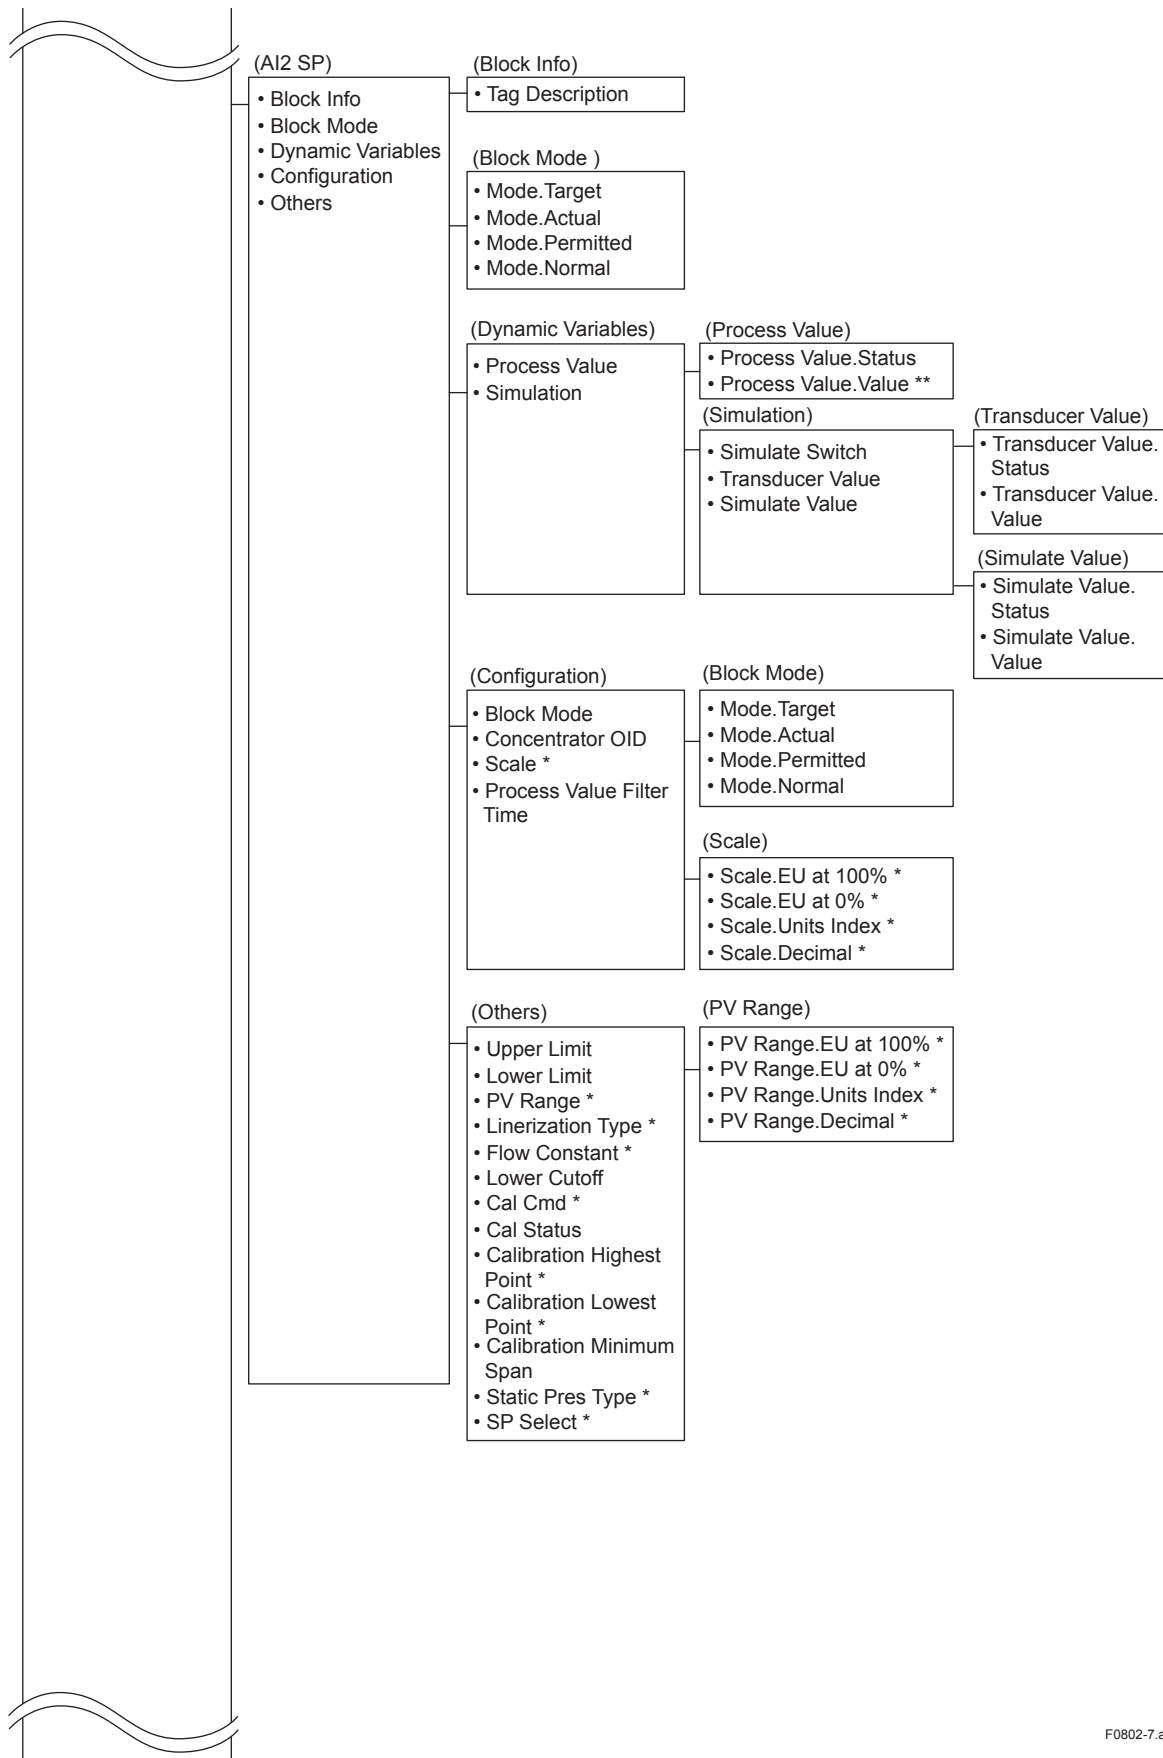 (AI2 SP)
• Block Info
• Block Mode
• Dynamic Variables
• Configuration
• Others
(Block Info)
• Tag Description
(Block Mode )
• Mode.Target
• Mode.Actual
• Mode.Permitted
• Mode.Normal
(Dynamic Variables)
• Process Value
• Simulation
(Process Value)
• Process Value.Status
• Process Value.Value **
(Simulation)
• Simulate Switch
• Transducer Value
• Simulate Value
(Transducer Value)
• Transducer Value.
Status
• Transducer Value.
Value
(Simulate Value)
• Simulate Value.
Status
• Simulate Value.
Value
(Configuration)
• Block Mode
• Concentrator OID
• Scale *
• Process Value Filter
Time
(Block Mode)
• Mode.Target
• Mode.Actual
• Mode.Permitted
• Mode.Normal
(Scale)
• Scale.EU at 100% *
• Scale.EU at 0% *
• Scale.Units Index *
• Scale.Decimal *
(Others)
• Upper Limit
• Lower Limit
• PV Range *
• Linerization Type *
• Flow Constant *
• Lower Cutoff
• Cal Cmd *
• Cal Status
• Calibration Highest
Point *
• Calibration Lowest
Point *
• Calibration Minimum
Span
• Static Pres Type *
• SP Select *
(PV Range)
• PV Range.EU at 100% *
• PV Range.EU at 0% *
• PV Range.Units Index *
• PV Range.Decimal *
F0802-7.a